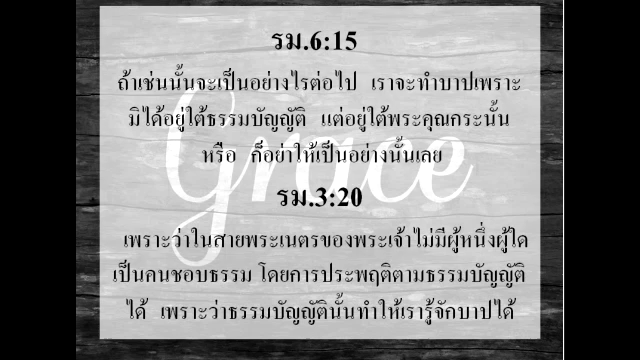 รม.6:15
ถ้าเช่นนั้นจะเป็นอย่างไรต่อไป เราจะทำบาปเพราะ
มิได้อยู่ใต้ธรรมบัญญัติ แต่อยู่ใต้พระคุณกระนั้น
หรือ ก็อย่าให้เป็นอย่างนั้นเลย
Grace
รม.3:20
เพราะว่าในสายพระเนตรของพระเจ้าไม่มีผู้หนึ่งผู้ใด
เป็นคนชอบธรรม โดยการประพฤติตามธรรมบัญญัติ
ได้ เพราะว่าธรรมบัญญัตินั้นทำให้เรารู้จักบาปได้